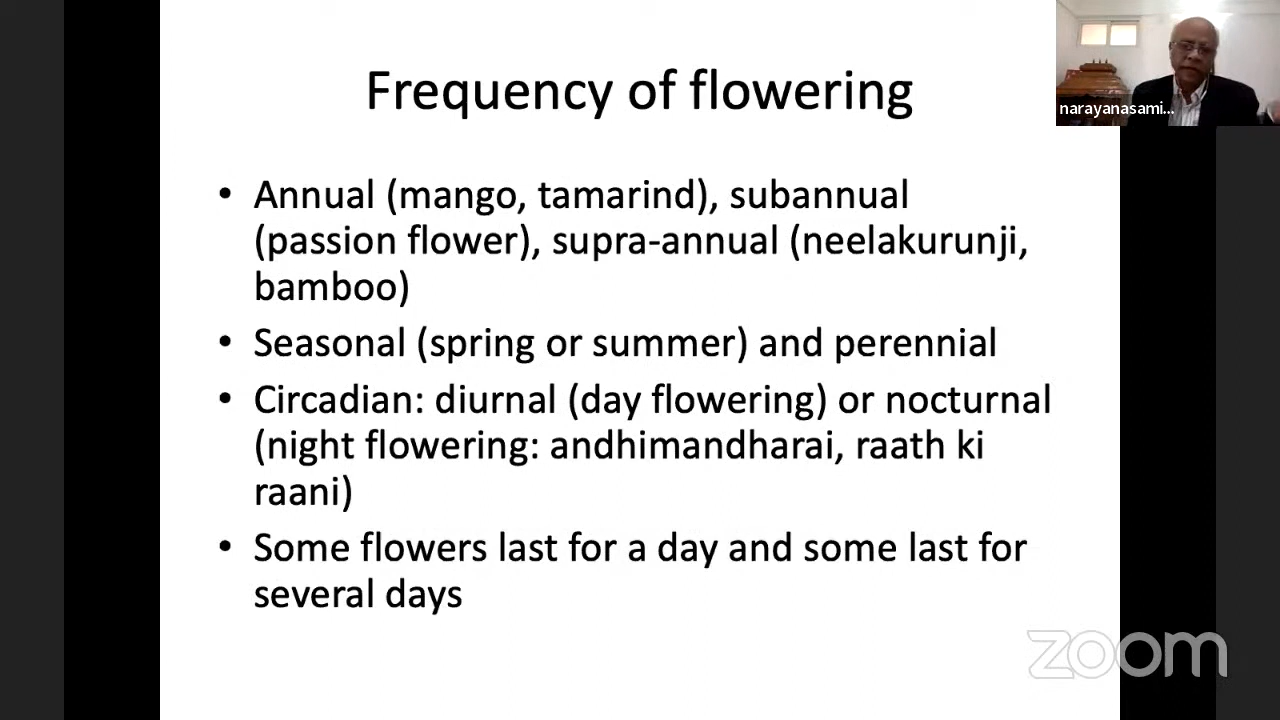 Frequency of flowering
narayanasami...
• Annual (mango, tamarind), subannual
(passion flower), supra-annual (neelakurunji,
bamboo)
• Seasonal (spring or summer) and perennial
• Circadian: diurnal (day flowering) or nocturnal
(night flowering: andhimandharai, raath ki
raani)
• Some flowers last for a day and some last for
several days
zoom